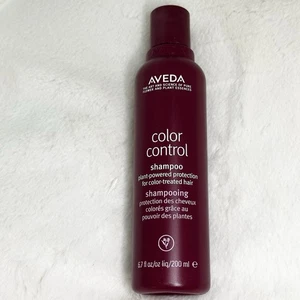 AVEDA
THE ART AND SCIENCE OF PURE
FLOWER AND PLANT ESSENCES
color
control
shampoo
plant-powered protection
for color-treated hair
shampooing
protection des cheveux
colorés grâce au
pouvoir des plantes
6.7 fl oz/oz liq/200 ml ℮